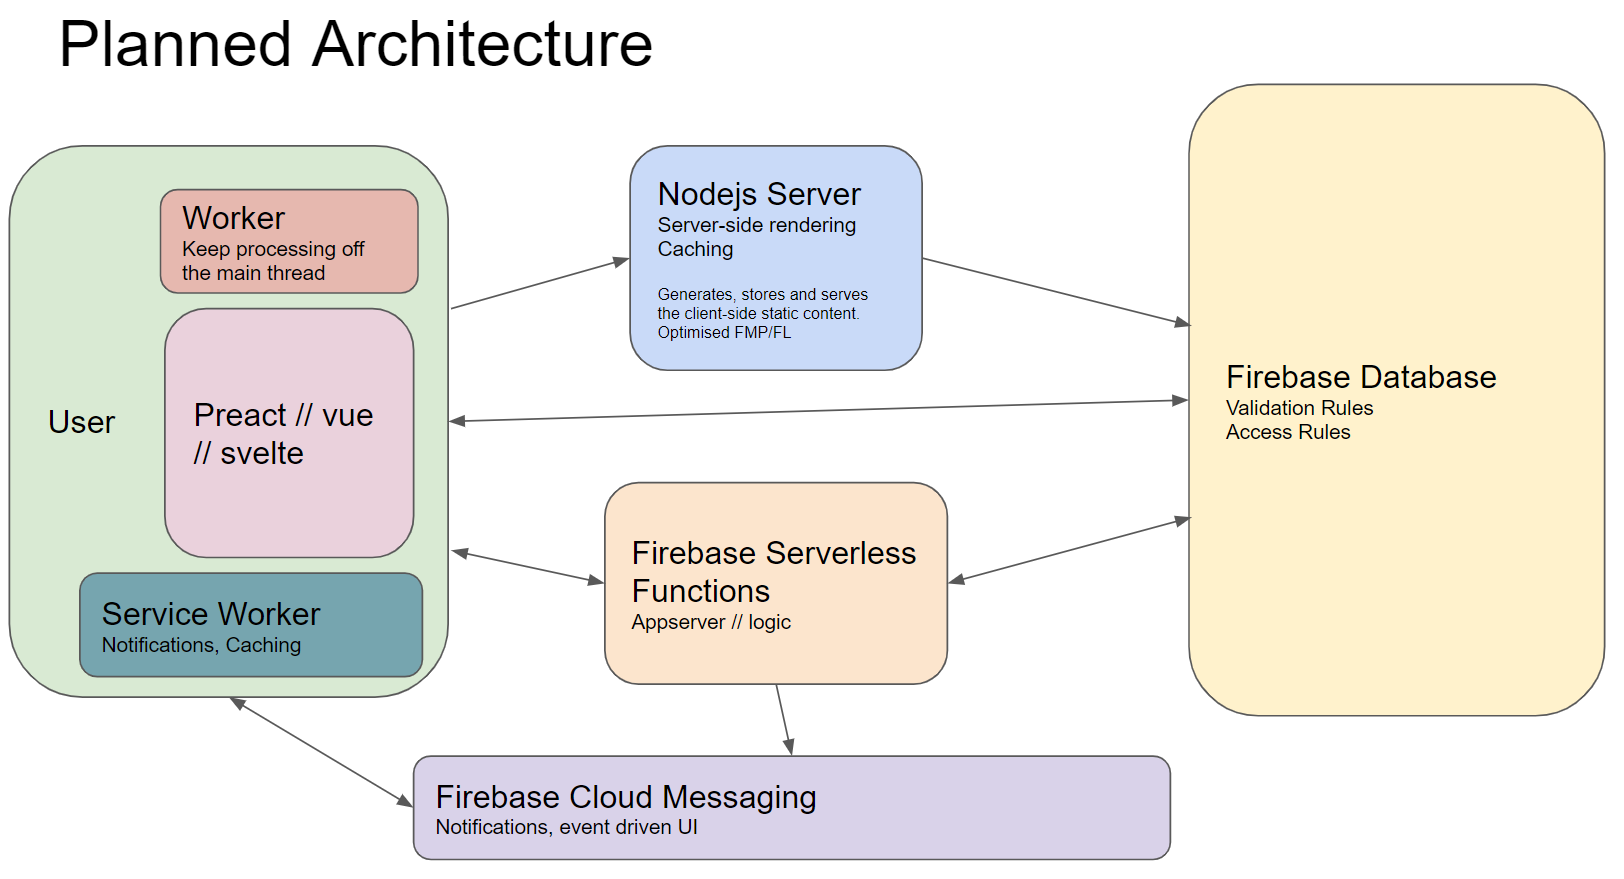 Planned Architecture
Worker
Keep processing off
the main thread
User
Preact // vue
// svelte
Service Worker
Notifications, Caching
Nodejs Server
Server-side rendering
Caching
Generates, stores and serves
the client-side static content.
Optimised FMP/FL
Firebase Serverless
Functions
Appserver // logic
Firebase Database
Validation Rules
Access Rules
Firebase Cloud Messaging
Notifications, event driven UI